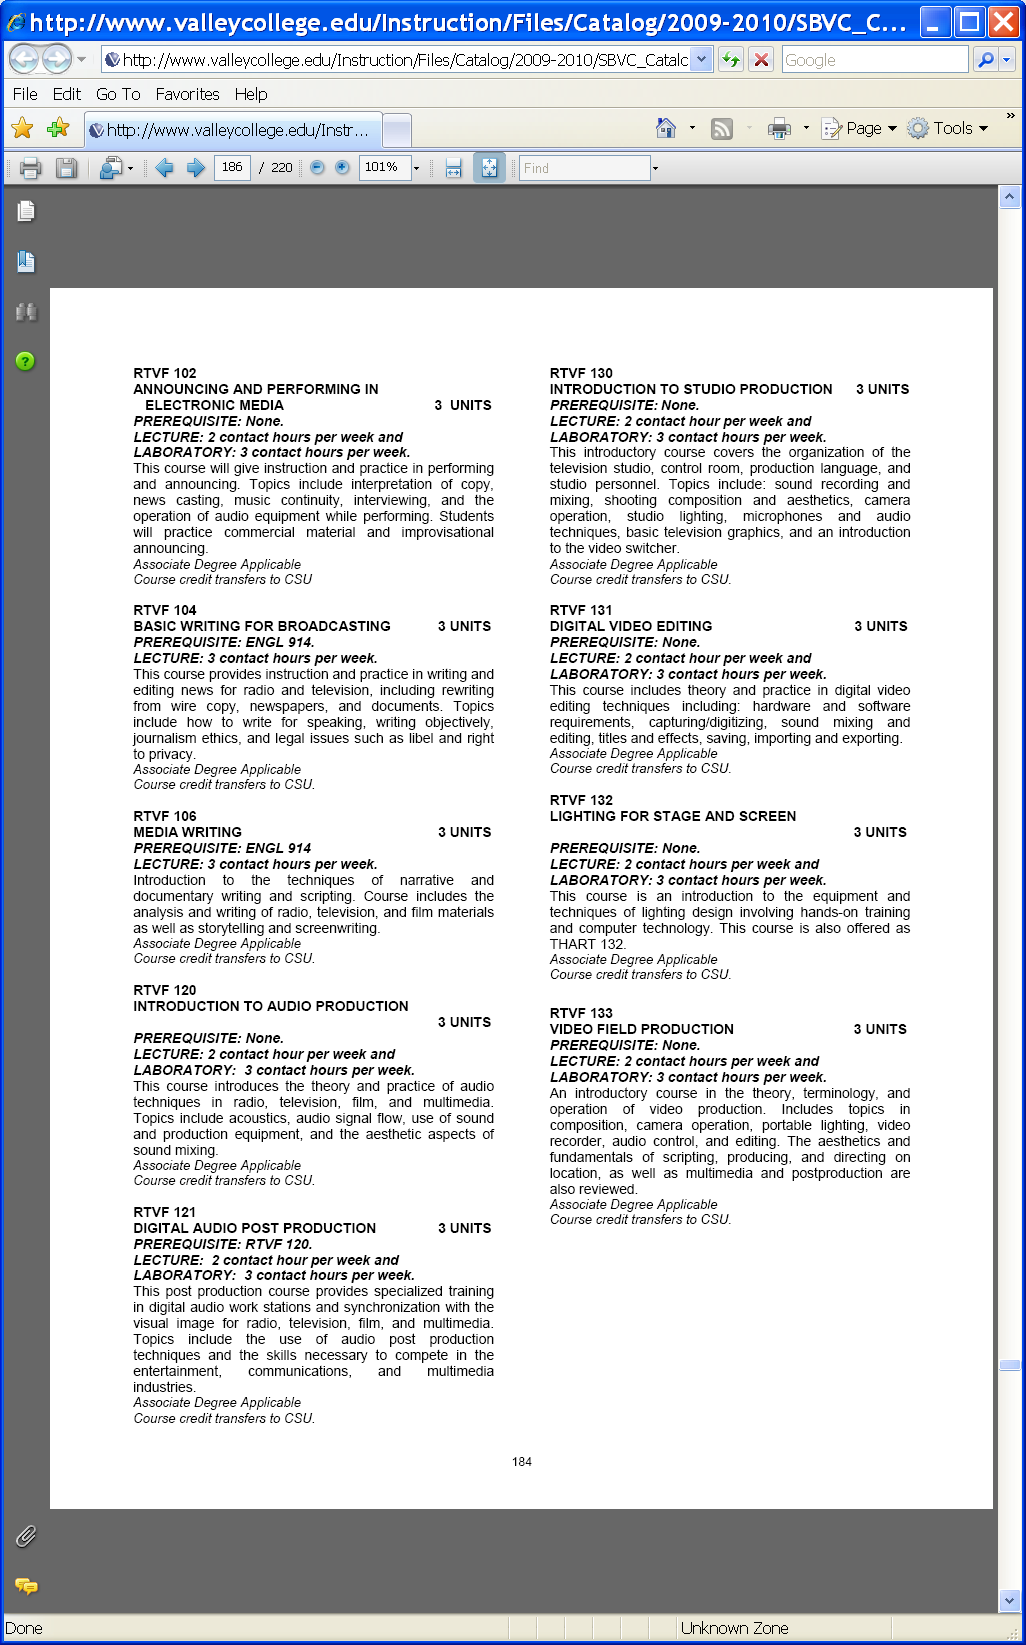 http://www.valleycollege.edu/Instruction/Files/Catalog/2009-2010/SBVC_C...
http://www.valleycollege.edu/Instruction/Files/Catalog/2009-2010/SBVC_Catalc
Google
File Edit Go To Favorites Help
http://www.valleycollege.edu/Instr...
Page Tools »
186 / 220 101% Find
RTVF 102
ANNOUNCING AND PERFORMING IN
ELECTRONIC MEDIA 3 UNITS
PREREQUISITE: None.
LECTURE: 2 contact hours per week and
LABORATORY: 3 contact hours per week.
This course will give instruction and practice in performing
and announcing. Topics include interpretation of copy,
news casting, music continuity, interviewing, and the
operation of audio equipment while performing. Students
will practice commercial material and improvisational
announcing.
Associate Degree Applicable
Course credit transfers to CSU
RTVF 104
BASIC WRITING FOR BROADCASTING 3 UNITS
PREREQUISITE: ENGL 914.
LECTURE: 3 contact hours per week.
This course provides instruction and practice in writing and
editing news for radio and television, including rewriting
from wire copy, newspapers, and documents. Topics
include how to write for speaking, writing objectively,
journalism ethics, and legal issues such as libel and right
to privacy.
Associate Degree Applicable
Course credit transfers to CSU.
RTVF 106
MEDIA WRITING 3 UNITS
PREREQUISITE: ENGL 914
LECTURE: 3 contact hours per week.
Introduction to the techniques of narrative and
documentary writing and scripting. Course includes the
analysis and writing of radio, television, and film materials
as well as storytelling and screenwriting.
Associate Degree Applicable
Course credit transfers to CSU.
RTVF 120
INTRODUCTION TO AUDIO PRODUCTION
3 UNITS
PREREQUISITE: None.
LECTURE: 2 contact hour per week and
LABORATORY: 3 contact hours per week.
This course introduces the theory and practice of audio
techniques in radio, television, film, and multimedia.
Topics include acoustics, audio signal flow, use of sound
and production equipment, and the aesthetic aspects of
sound mixing.
Associate Degree Applicable
Course credit transfers to CSU.
RTVF 121
DIGITAL AUDIO POST PRODUCTION 3 UNITS
PREREQUISITE: RTVF 120.
LECTURE: 2 contact hour per week and
LABORATORY: 3 contact hours per week.
This post production course provides specialized training
in digital audio work stations and synchronization with the
visual image for radio, television, film, and multimedia.
Topics include the use of audio post production
techniques and the skills necessary to compete in the
entertainment, communications, and multimedia
industries.
Associate Degree Applicable
Course credit transfers to CSU.
RTVF 130
INTRODUCTION TO STUDIO PRODUCTION 3 UNITS
PREREQUISITE: None.
LECTURE: 2 contact hour per week and
LABORATORY: 3 contact hours per week.
This introductory course covers the organization of the
television studio, control room, production language, and
studio personnel. Topics include: sound recording and
mixing, shooting composition and aesthetics, camera
operation, studio lighting, microphones and audio
techniques, basic television graphics, and an introduction
to the video switcher.
Associate Degree Applicable
Course credit transfers to CSU.
RTVF 131
DIGITAL VIDEO EDITING 3 UNITS
PREREQUISITE: None.
LECTURE: 2 contact hour per week and
LABORATORY: 3 contact hours per week.
This course includes theory and practice in digital video
editing techniques including: hardware and software
requirements, capturing/digitizing, sound mixing and
editing, titles and effects, saving, importing and exporting.
Associate Degree Applicable
Course credit transfers to CSU.
RTVF 132
LIGHTING FOR STAGE AND SCREEN
3 UNITS
PREREQUISITE: None.
LECTURE: 2 contact hours per week and
LABORATORY: 3 contact hours per week.
This course is an introduction to the equipment and
techniques of lighting design involving hands-on training
and computer technology. This course is also offered as
THART 132.
Associate Degree Applicable
Course credit transfers to CSU.
RTVF 133
VIDEO FIELD PRODUCTION 3 UNITS
PREREQUISITE: None.
LECTURE: 2 contact hours per week and
LABORATORY: 3 contact hours per week.
An introductory course in the theory, terminology, and
operation of video production. Includes topics in
composition, camera operation, portable lighting, video
recorder, audio control, and editing. The aesthetics and
fundamentals of scripting, producing, and directing on
location, as well as multimedia and postproduction are
also reviewed.
Associate Degree Applicable
Course credit transfers to CSU.
184
Done Unknown Zone